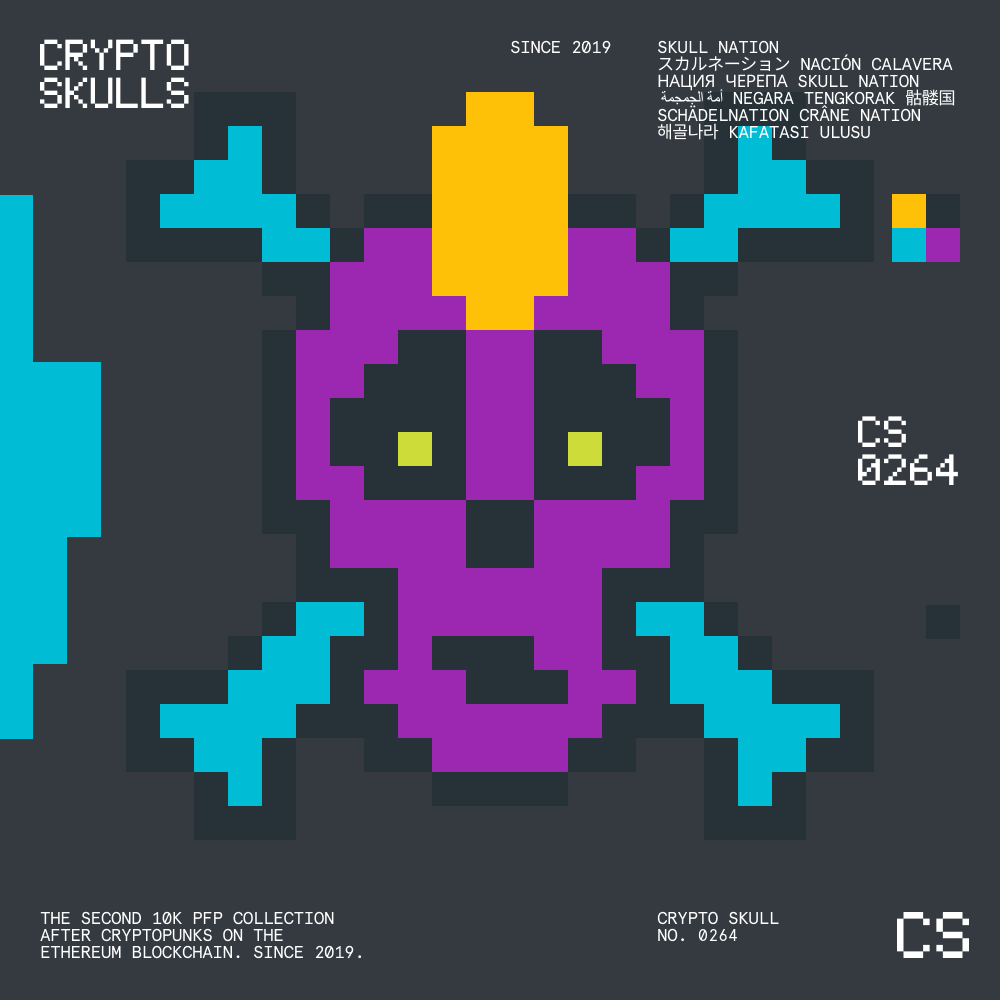 CRYPTO
SKULLS
SINCE 2019
SKULL NATION
スカルネーション NACIÓN CALAVERA
НАЦИЯ ЧЕРЕПА SKULL NATION
أمة الجمجمة NEGARA TENGKORAK 骷髅国
SCHÄDELNATION CRÂNE NATION
해골나라 KAFATASI ULUSU
CS
0264
THE SECOND 10K PFP COLLECTION
AFTER CRYPTOPUNKS ON THE
ETHEREUM BLOCKCHAIN. SINCE 2019.
CRYPTO SKULL
NO. 0264
CS